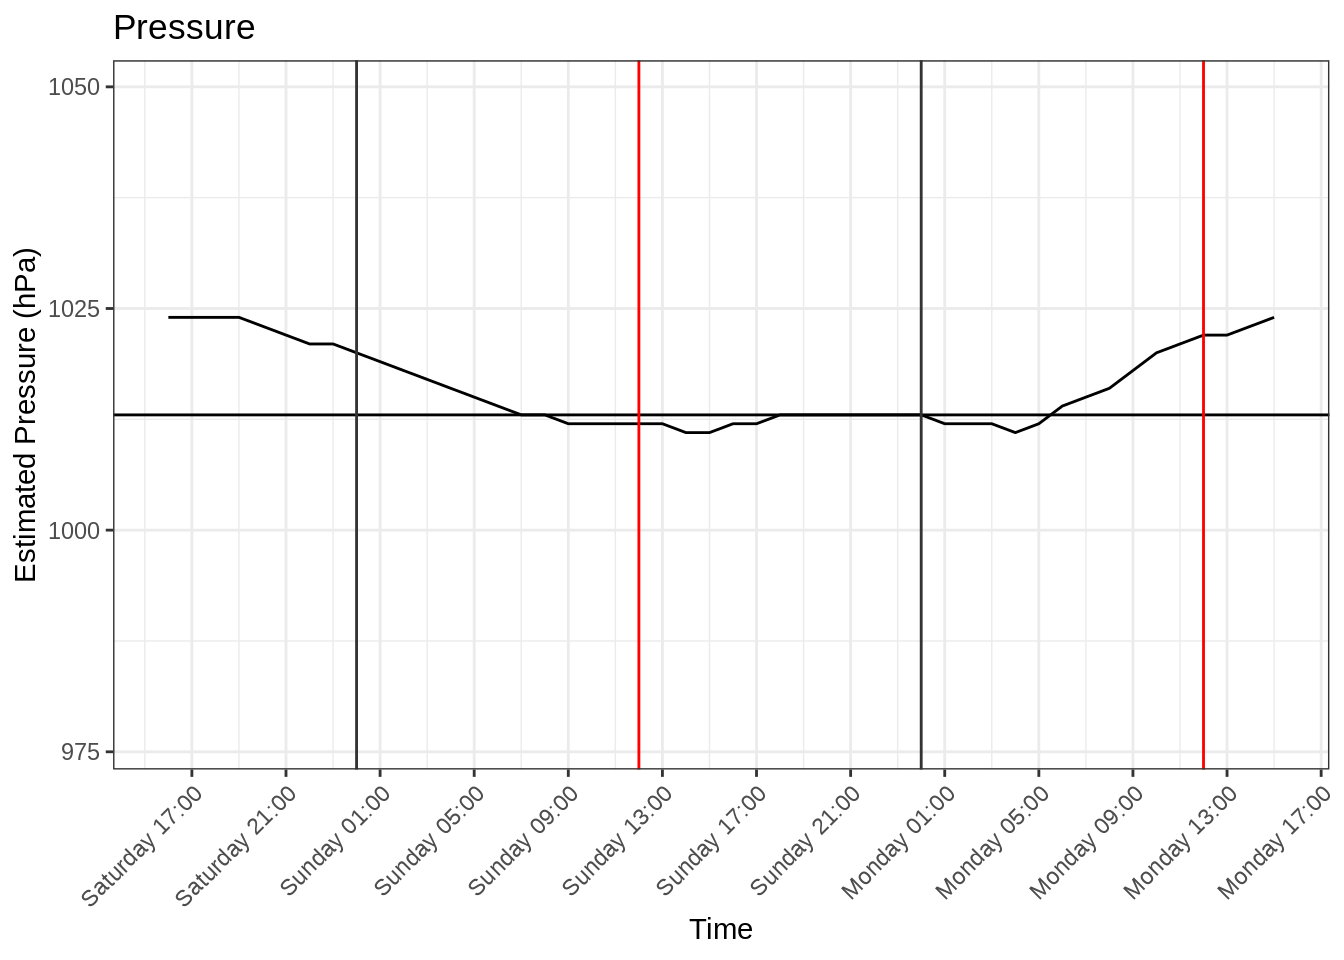 Pressure
Estimated Pressure (hPa)
1050
1025
1000
975
Saturday 17:00
Saturday 21:00
Sunday 01:00
Sunday 05:00
Sunday 09:00
Sunday 13:00
Sunday 17:00
Sunday 21:00
Monday 01:00
Monday 05:00
Monday 09:00
Monday 13:00
Monday 17:00
Time